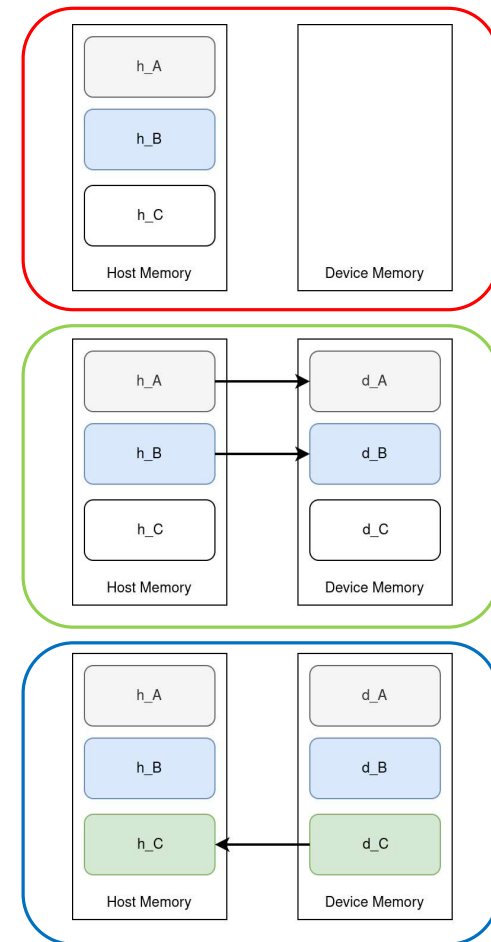 h_A
h_B
h_C
Host Memory
Device Memory
h_A
d_A
h_B
d_B
h_C
d_C
Host Memory
Device Memory
h_A
d_A
h_B
d_B
h_C
d_C
Host Memory
Device Memory